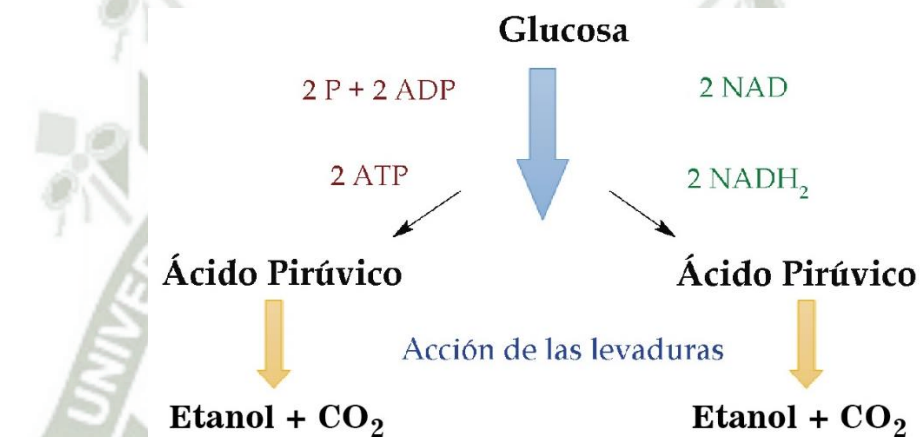 Glucosa
2 P + 2 ADP
2 NAD
2 ATP
2 NADH₂
Ácido Pirúvico
Ácido Pirúvico
Acción de las levaduras
Etanol + CO₂
Etanol + CO₂
UNIVE